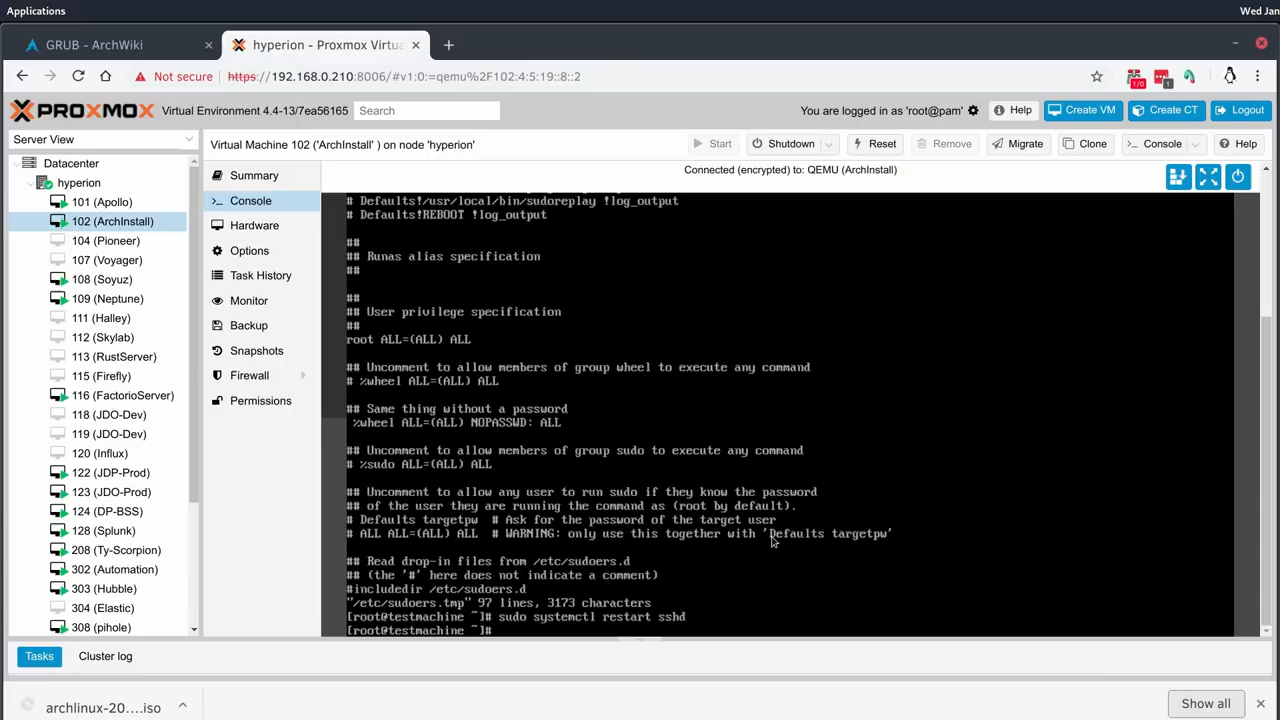 Applications
Wed Jan
GRUB - ArchWiki
hyperion - Proxmox Virtua
Not secure
https://192.168.0.210:8006/#v1:0:=qemu%2F102:4:5:19::8::2
1/0
1
PROXMOX
Virtual Environment 4.4-13/7ea56165
Search
You are logged in as 'root@pam'
Help
Create VM
Create CT
Logout
Server View
Virtual Machine 102 ('ArchInstall' ) on node 'hyperion'
Start
Shutdown
Reset
Remove
Migrate
Clone
Console
Help
Datacenter
hyperion
101 (Apollo)
102 (ArchInstall)
104 (Pioneer)
107 (Voyager)
108 (Soyuz)
109 (Neptune)
111 (Halley)
112 (Skylab)
113 (RustServer)
115 (Firefly)
116 (FactorioServer)
118 (JDO-Dev)
119 (JDO-Dev)
120 (Influx)
122 (JDP-Prod)
123 (JDO-Prod)
124 (DP-BSS)
128 (Splunk)
208 (Ty-Scorpion)
302 (Automation)
303 (Hubble)
304 (Elastic)
308 (pihole)
Summary
Console
Hardware
Options
Task History
Monitor
Backup
Snapshots
Firewall
Permissions
Connected (encrypted) to: QEMU (ArchInstall)
# Defaults!/usr/local/bin/sudoreplay !log_output
# Defaults!REBOOT !log_output
##
## Runas alias specification
##
##
## User privilege specification
##
root ALL=(ALL) ALL
## Uncomment to allow members of group wheel to execute any command
# %wheel ALL=(ALL) ALL
## Same thing without a password
%wheel ALL=(ALL) NOPASSWD: ALL
## Uncomment to allow members of group sudo to execute any command
# %sudo ALL=(ALL) ALL
## Uncomment to allow any user to run sudo if they know the password
## of the user they are running the command as (root by default).
# Defaults targetpw # Ask for the password of the target user
# ALL ALL=(ALL) ALL # WARNING: only use this together with 'Defaults targetpw'
## Read drop-in files from /etc/sudoers.d
## (the '#' here does not indicate a comment)
#includedir /etc/sudoers.d
"/etc/sudoers.tmp" 97 lines, 3173 characters
[root@testmachine ~]# sudo systemctl restart sshd
[root@testmachine ~]#
Tasks
Cluster log
archlinux-20....iso
Show all